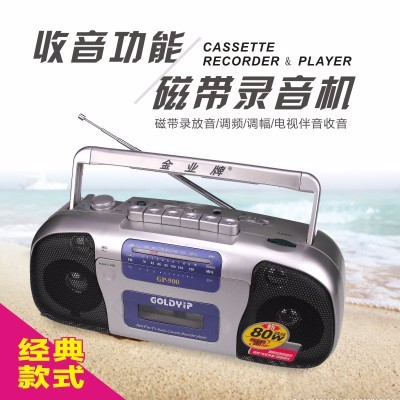 收音功能
CASSETTE
RECORDER & PLAYER
磁带录音机
磁带录放音/调频/调幅/电视伴音收音
金业牌
GP-900
GOLDYIP
80W
经典
款式